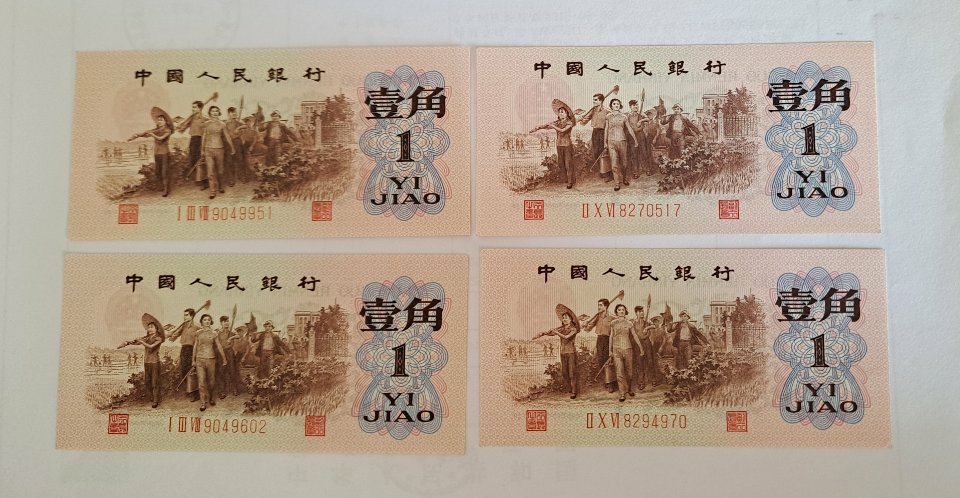 中國人民銀行
壹角
1
YI
JIAO
I III VIII 9049951
中國人民銀行
壹角
1
YI
JIAO
II X VI 8270517
中國人民銀行
壹角
1
YI
JIAO
I III VIII 9049602
中國人民銀行
壹角
1
YI
JIAO
II X VI 8294970